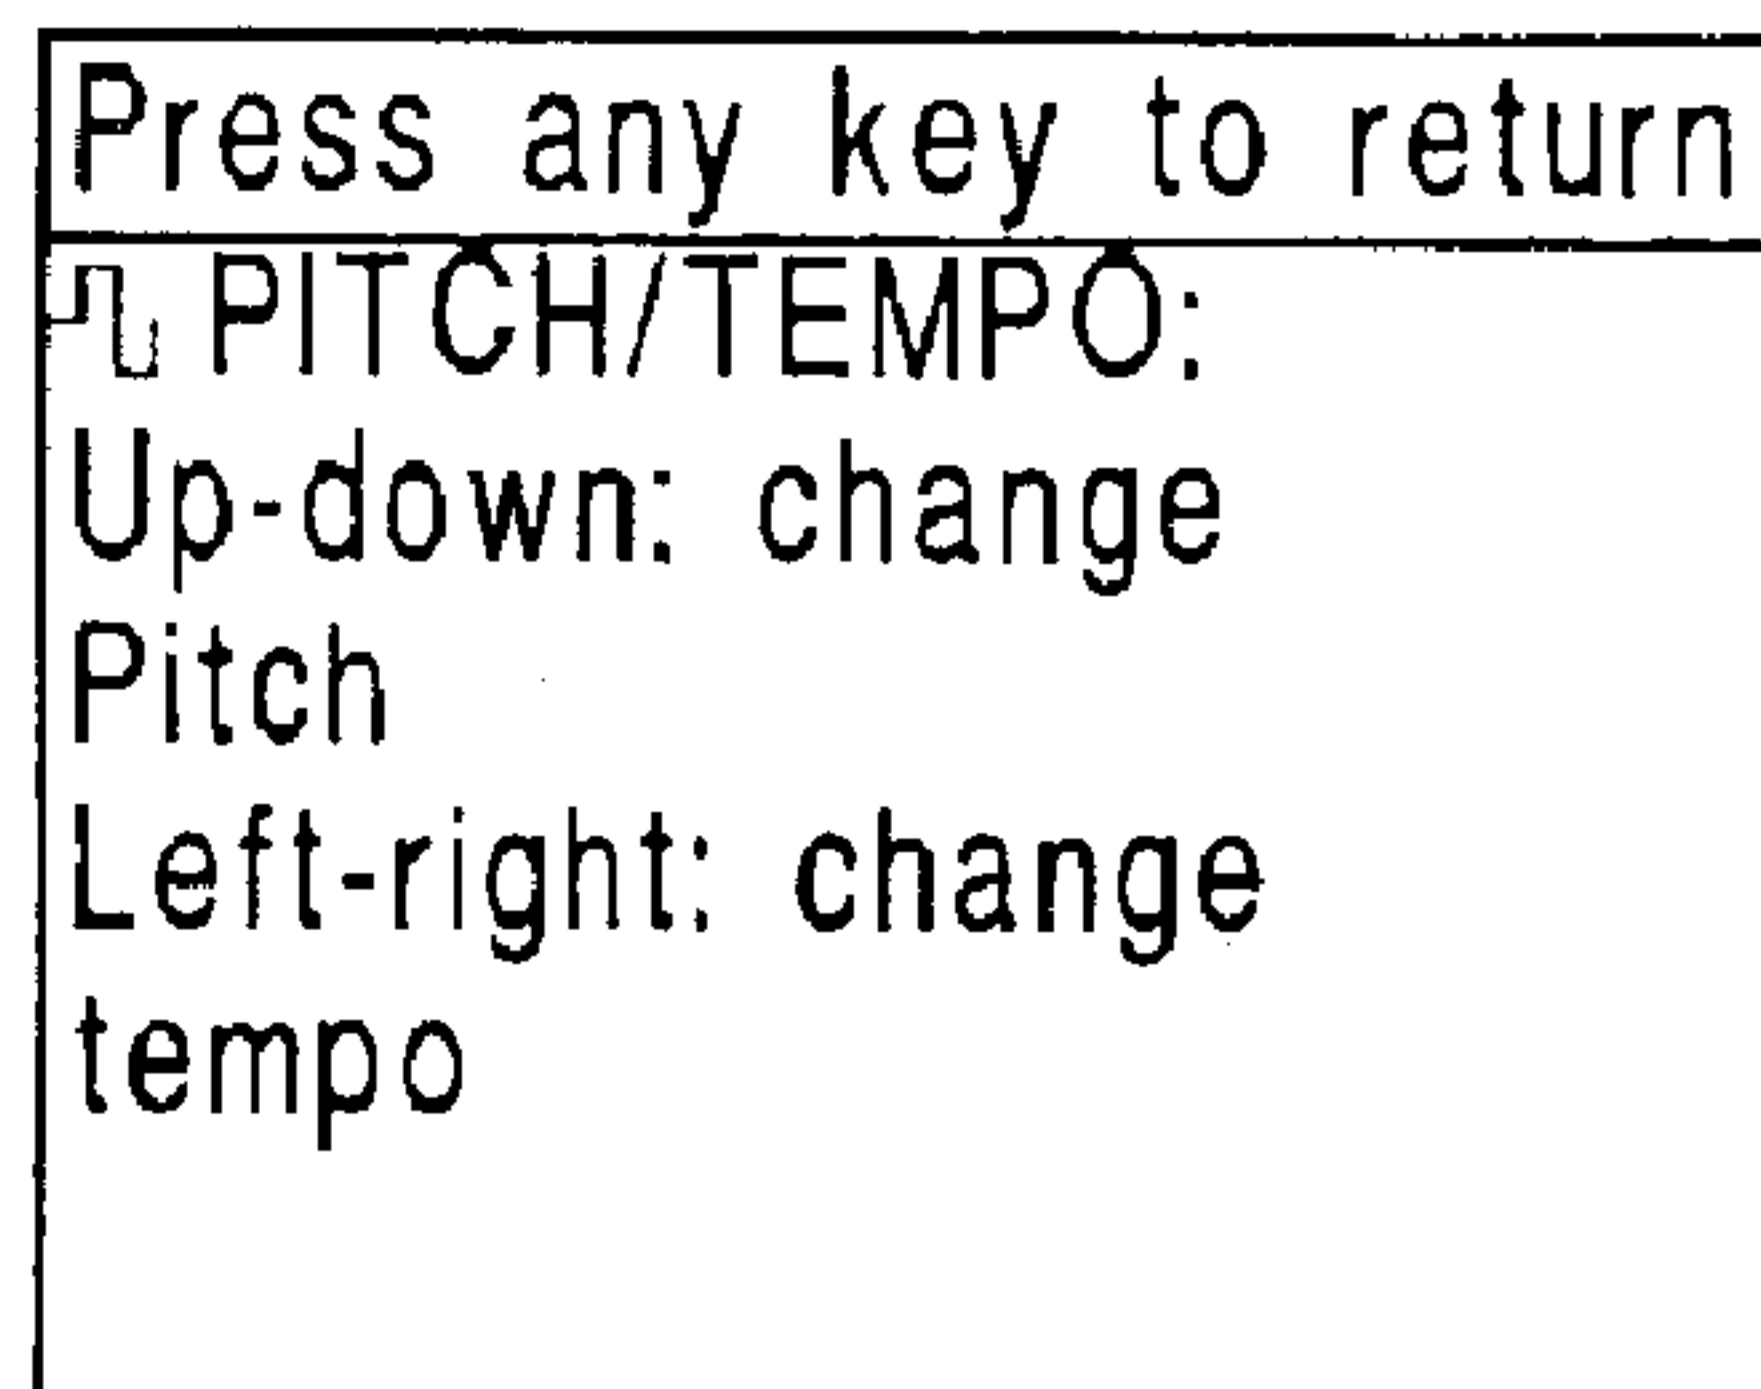 Press any key to return
PITCH/TEMPO:
Up-down: change
Pitch
Left-right: change
tempo